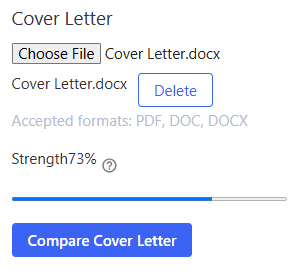 Cover Letter
Choose File Cover Letter.docx
Cover Letter.docx Delete
Accepted formats: PDF, DOC, DOCX
Strength73% ?
Compare Cover Letter